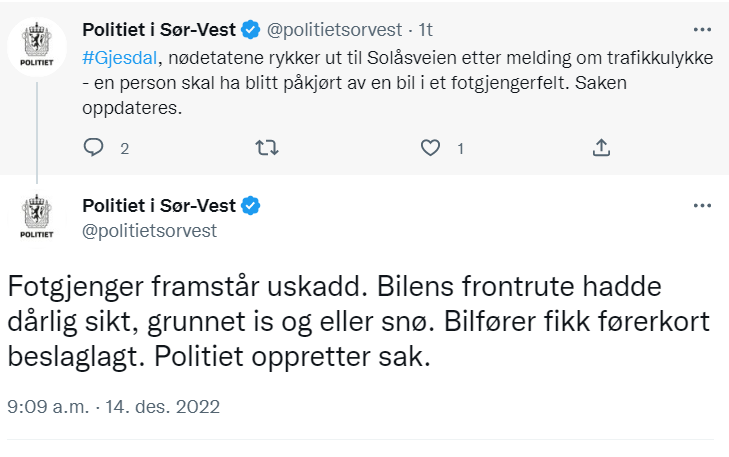 Politiet i Sør-Vest @politietsorvest · 1t
POLITIET
#Gjesdal, nødetatene rykker ut til Solåsveien etter melding om trafikkulykke
- en person skal ha blitt påkjørt av en bil i et fotgjengerfelt. Saken
oppdateres.
2 1
Politiet i Sør-Vest
POLITIET
@politietsorvest
Fotgjenger framstår uskadd. Bilens frontrute hadde
dårlig sikt, grunnet is og eller snø. Bilfører fikk førerkort
beslaglagt. Politiet oppretter sak.
9:09 a.m. · 14. des. 2022